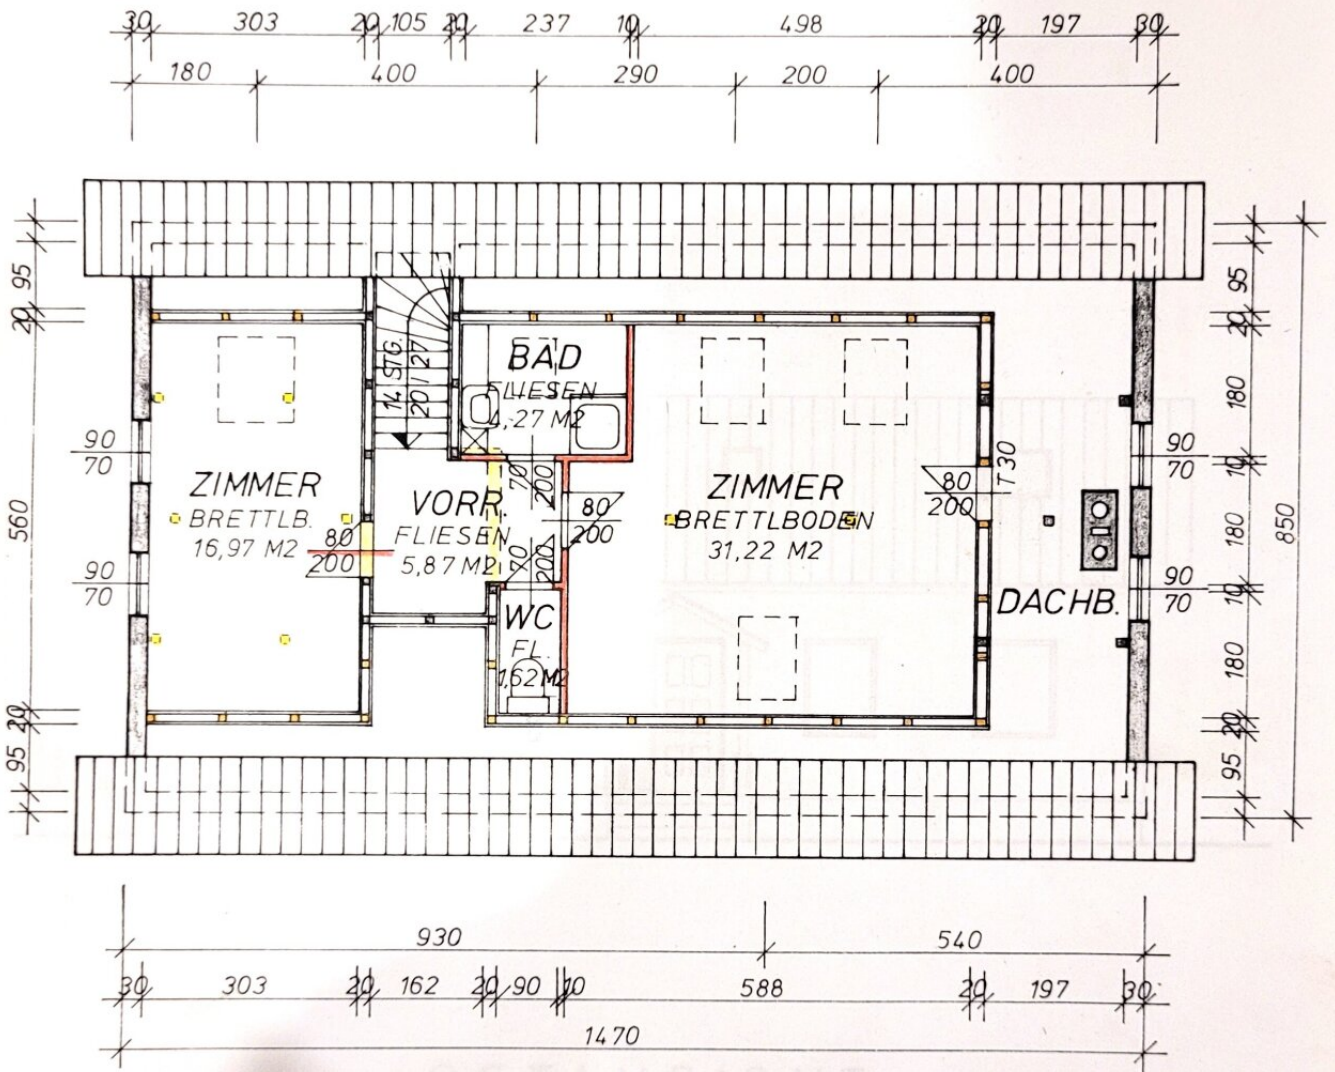 30 303 20 105 20 237 10 498 20 197 30
180 400 290 200 400
95
20
560
20
95
14 STG.
20 / 27
BAD
FLIESEN
4,27 M2
ZIMMER
BRETTLB.
16,97 M2
VORR.
FLIESEN
5,87 M2
ZIMMER
BRETTLBODEN
31,22 M2
WC
FL.
1,62 M2
DACHB.
T30
90
70
90
70
80
200
70
200
70
200
80
200
80
200
90
70
90
70
95
20
180
10
180
10
180
20
95
850
930 540
30 303 20 162 20 90 10 588 20 197 30
1470